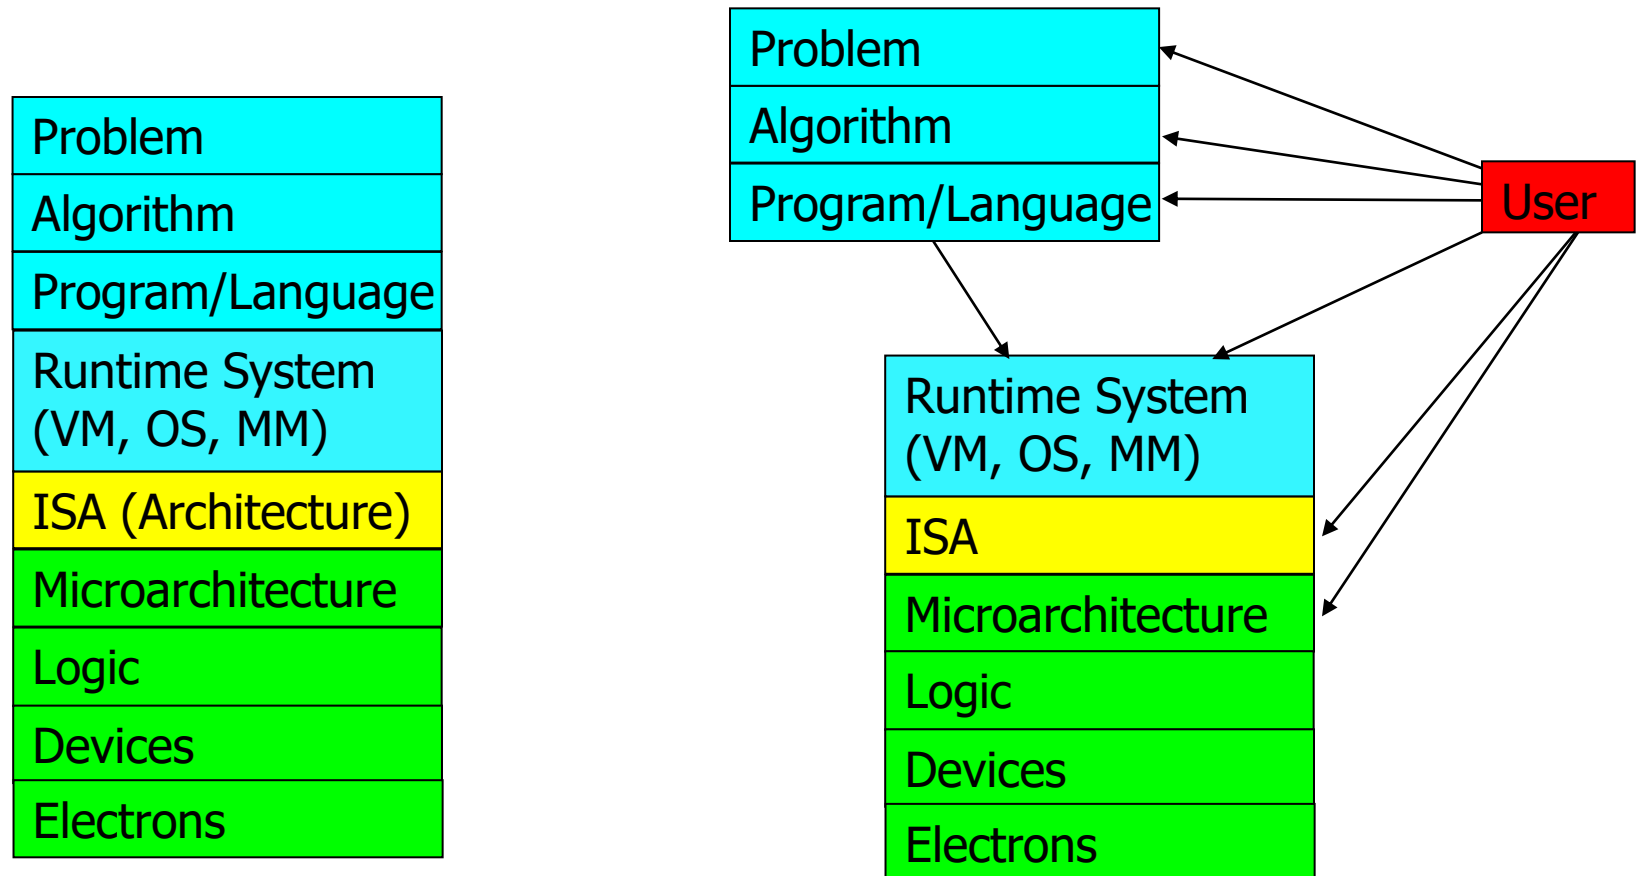 Problem
Algorithm
Program/Language
Runtime System
(VM, OS, MM)
ISA (Architecture)
Microarchitecture
Logic
Devices
Electrons
Problem
Algorithm
Program/Language
User
Runtime System
(VM, OS, MM)
ISA
Microarchitecture
Logic
Devices
Electrons